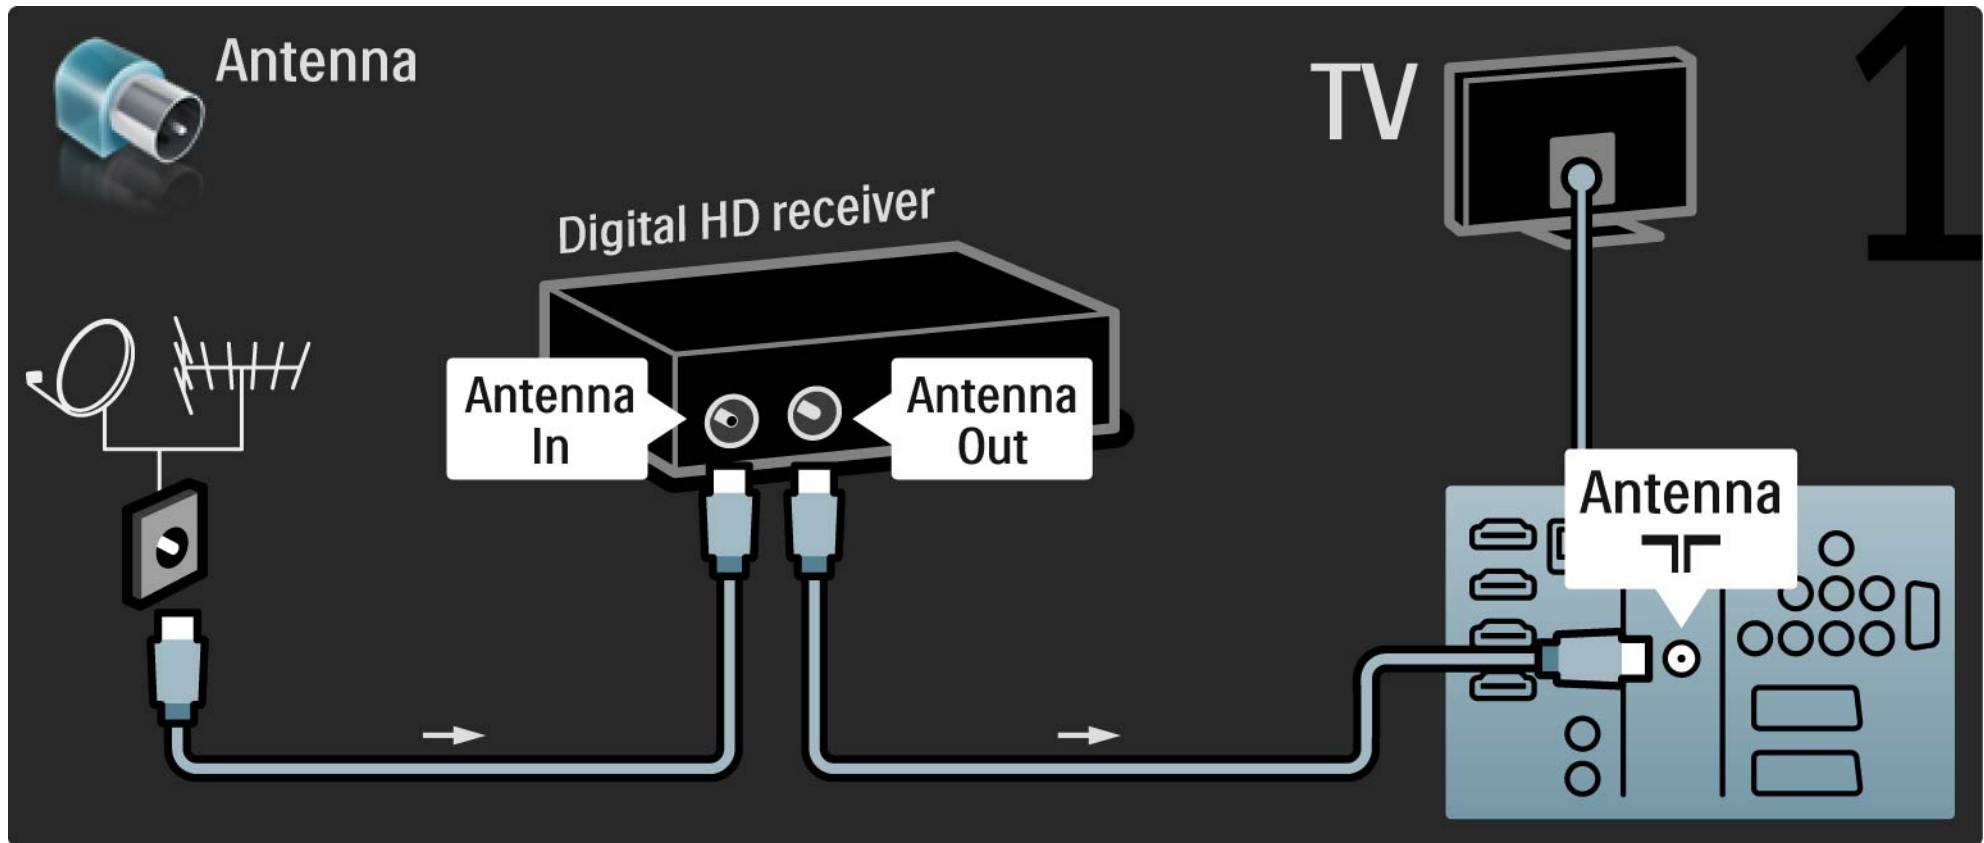 Antenna
TV
1
Digital HD receiver
Antenna
In
Antenna
Out
Antenna